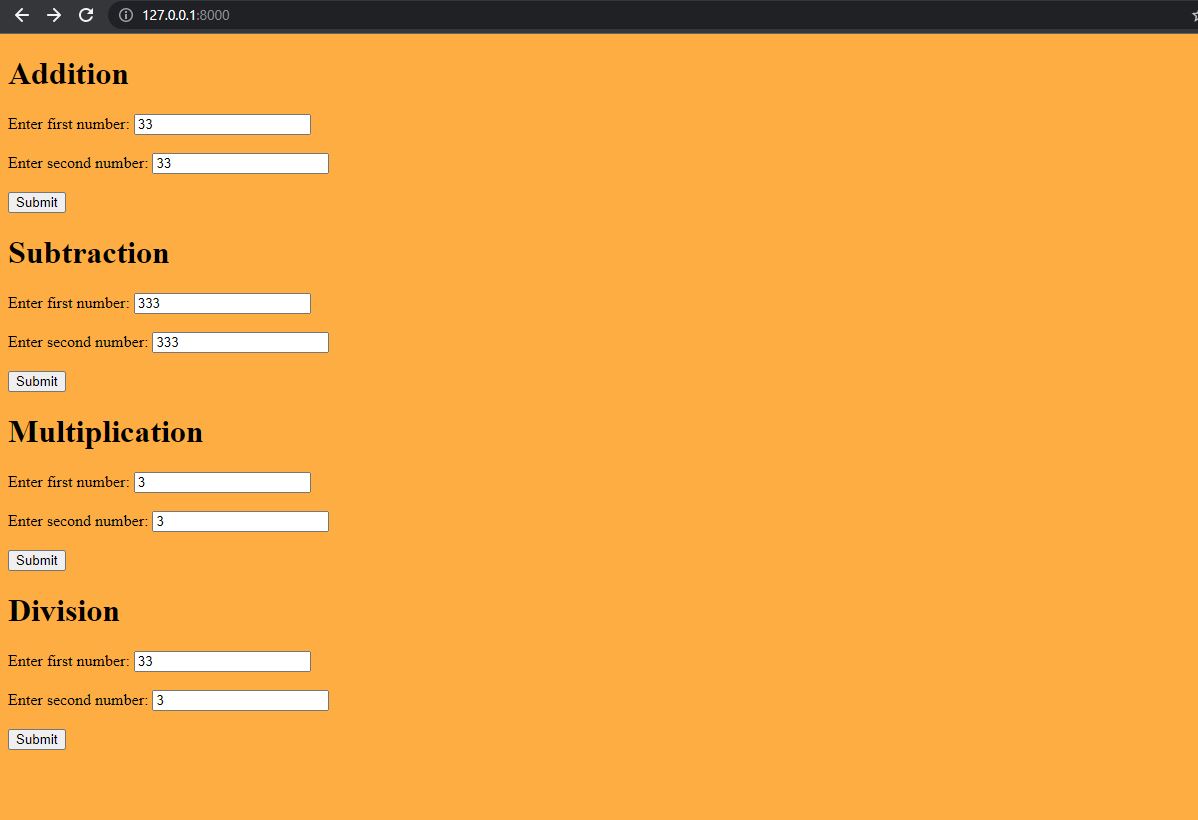 127.0.0.1:8000
Addition
Enter first number: 33
Enter second number: 33
Submit
Subtraction
Enter first number: 333
Enter second number: 333
Submit
Multiplication
Enter first number: 3
Enter second number: 3
Submit
Division
Enter first number: 33
Enter second number: 3
Submit